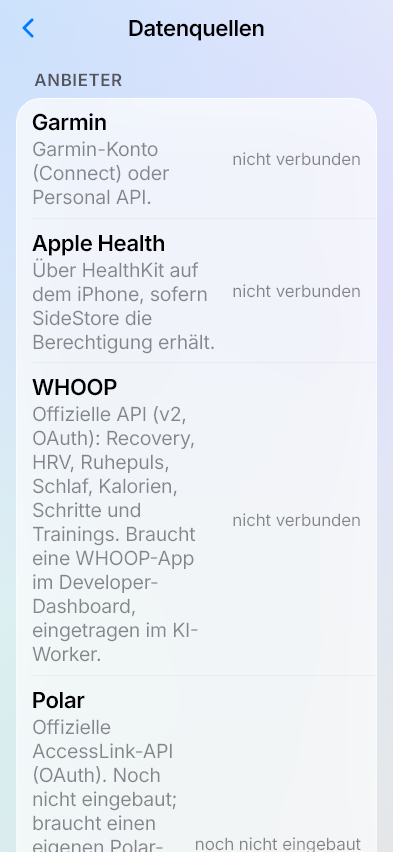 Datenquellen
ANBIETER
Garmin
Garmin-Konto
(Connect) oder
Personal API.
nicht verbunden
Apple Health
Über HealthKit auf
dem iPhone, sofern
SideStore die
Berechtigung erhält.
nicht verbunden
WHOOP
Offizielle API (v2,
OAuth): Recovery,
HRV, Ruhepuls,
Schlaf, Kalorien,
Schritte und
Trainings. Braucht
eine WHOOP-App
im Developer-
Dashboard,
eingetragen im KI-
Worker.
nicht verbunden
Polar
Offizielle
AccessLink-API
(OAuth). Noch
nicht eingebaut;
braucht einen
eigenen Polar-
noch nicht eingebaut